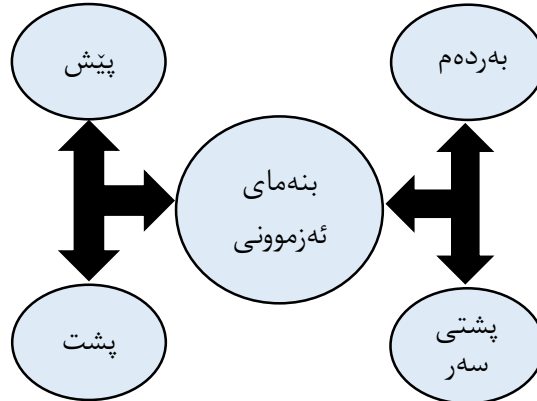 بەردەم
پێش
بنەمای
ئەزموونی
پشتی
سەر
پشت